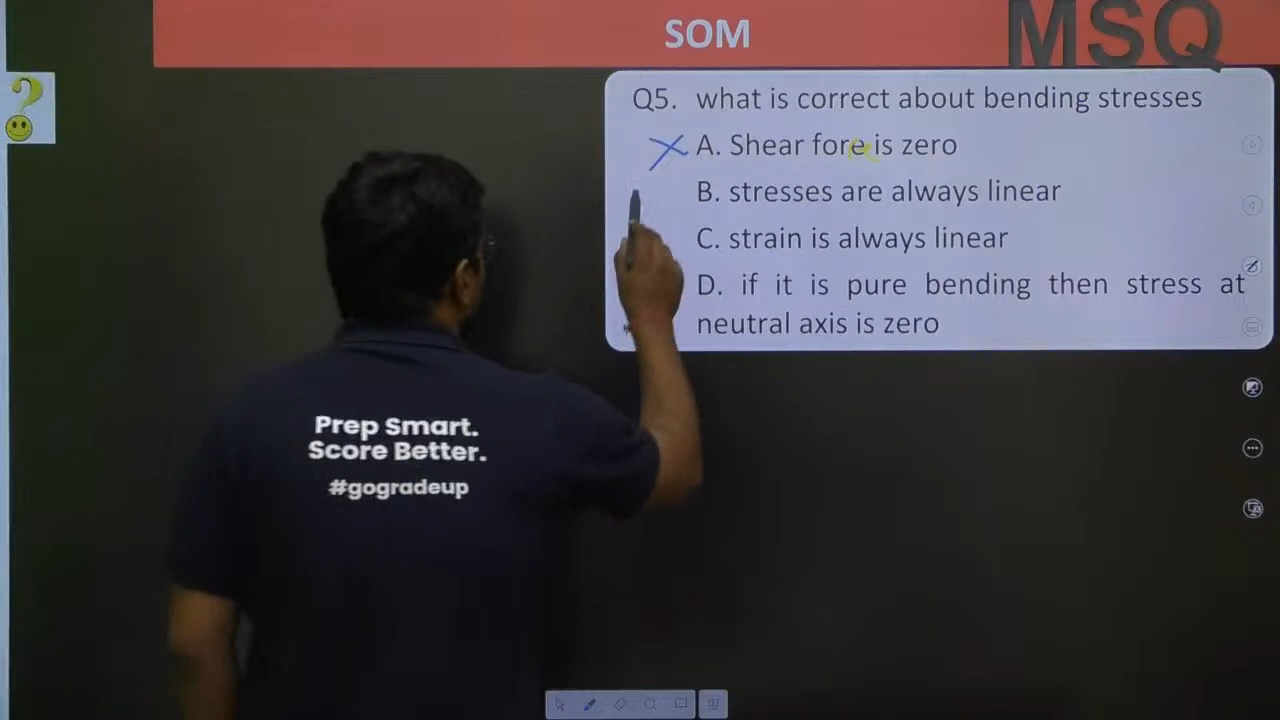 SOM
MSQ
Q5. what is correct about bending stresses
A. Shear fore is zero
B. stresses are always linear
C. strain is always linear
D. if it is pure bending then stress at
neutral axis is zero
Prep Smart.
Score Better.
#gogradeup